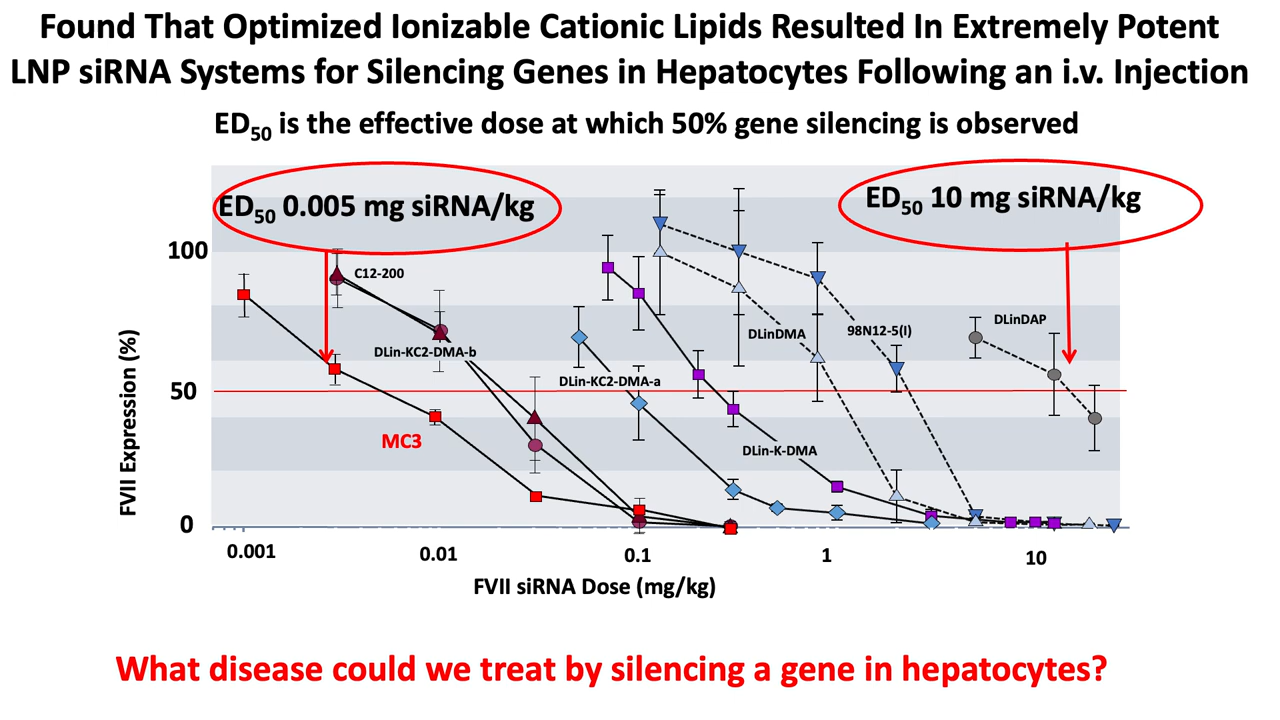 Found That Optimized Ionizable Cationic Lipids Resulted In Extremely Potent
LNP siRNA Systems for Silencing Genes in Hepatocytes Following an i.v. Injection
ED50 is the effective dose at which 50% gene silencing is observed
ED50 0.005 mg siRNA/kg
ED50 10 mg siRNA/kg
100
50
0
FVII Expression (%)
C12-200
DLin-KC2-DMA-b
MC3
DLin-KC2-DMA-a
DLin-K-DMA
DLinDMA
98N12-5(I)
DLinDAP
0.001
0.01
0.1
1
10
FVII siRNA Dose (mg/kg)
What disease could we treat by silencing a gene in hepatocytes?